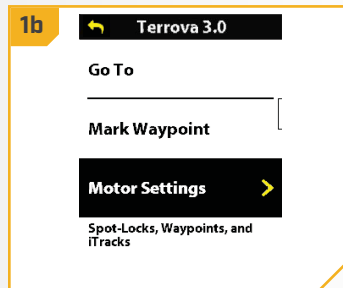 1b
Terrova 3.0
Go To
Mark Waypoint
Motor Settings
Spot-Locks, Waypoints, and
iTracks